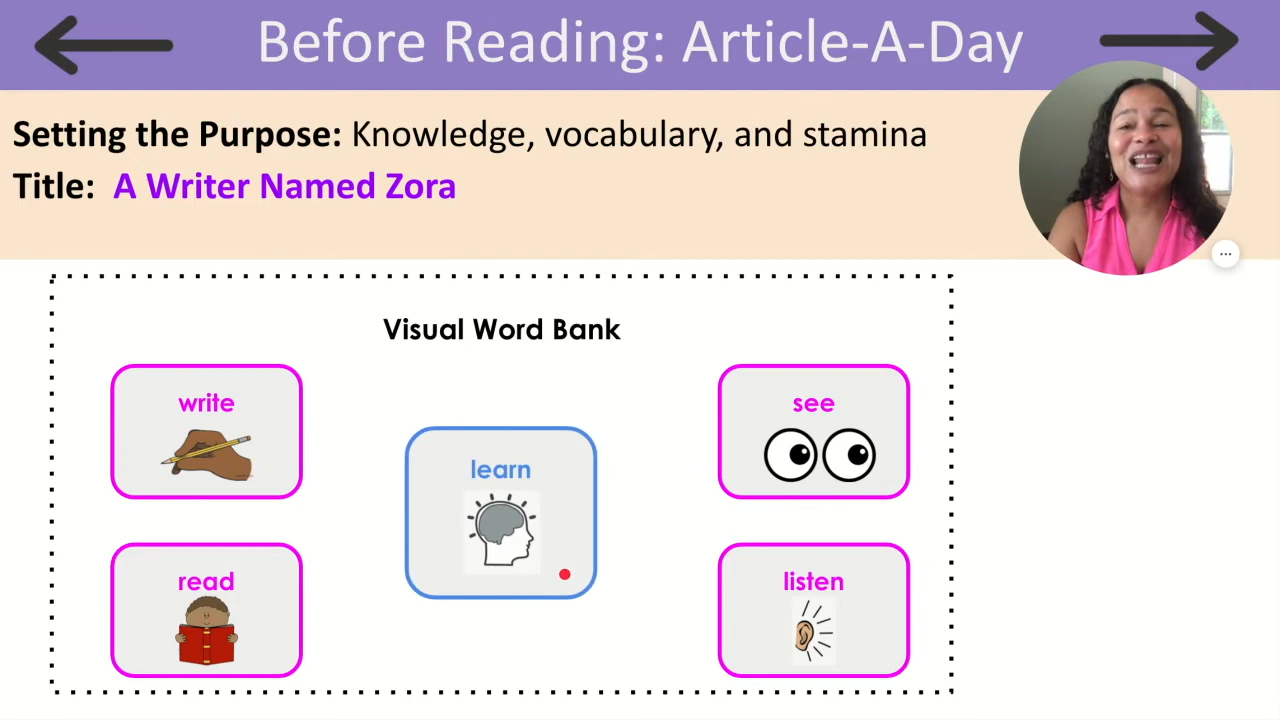 Before Reading: Article-A-Day
Setting the Purpose: Knowledge, vocabulary, and stamina
Title: A Writer Named Zora
Visual Word Bank
write
see
learn
read
listen